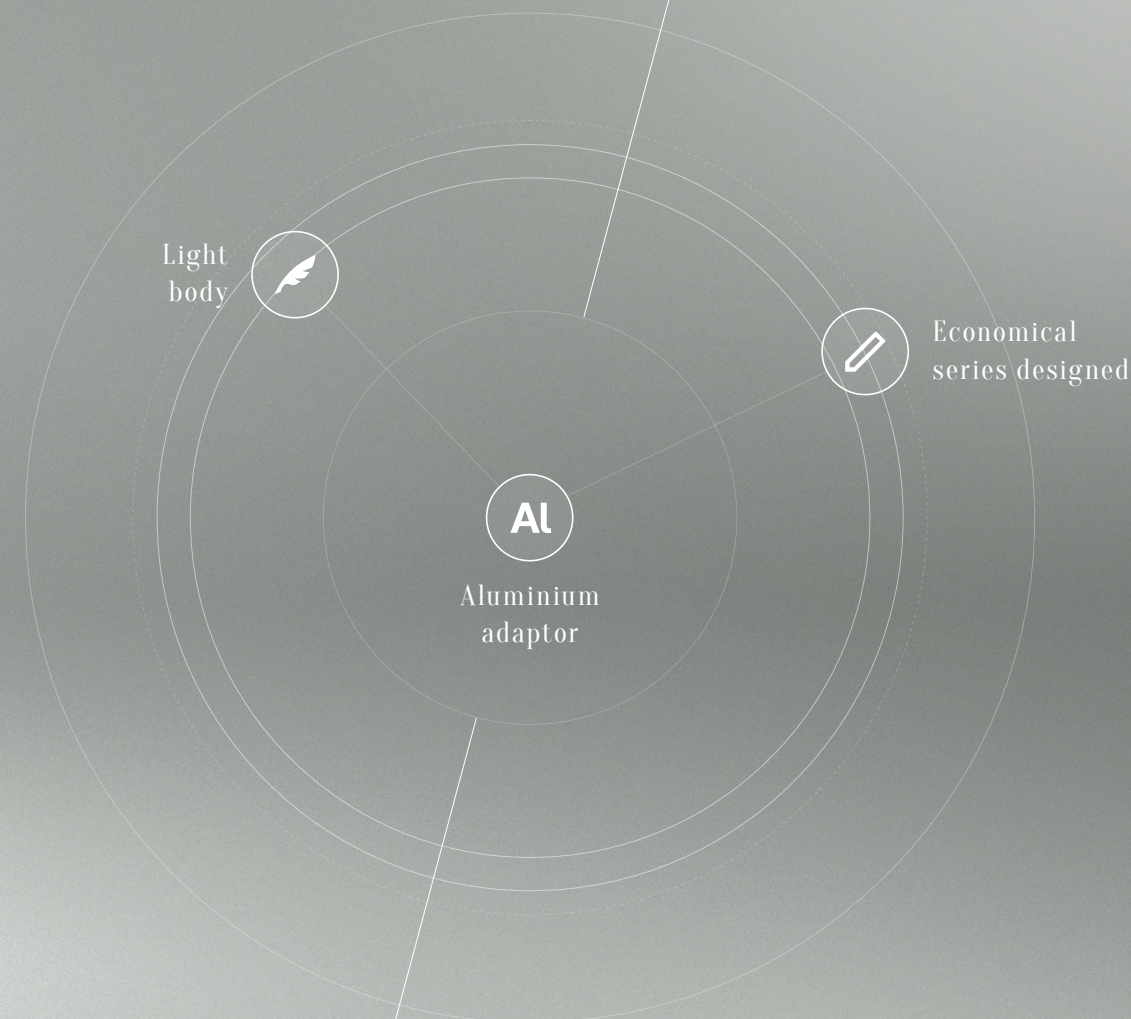 Light
body
Economical
series designed
Al
Aluminium
adaptor